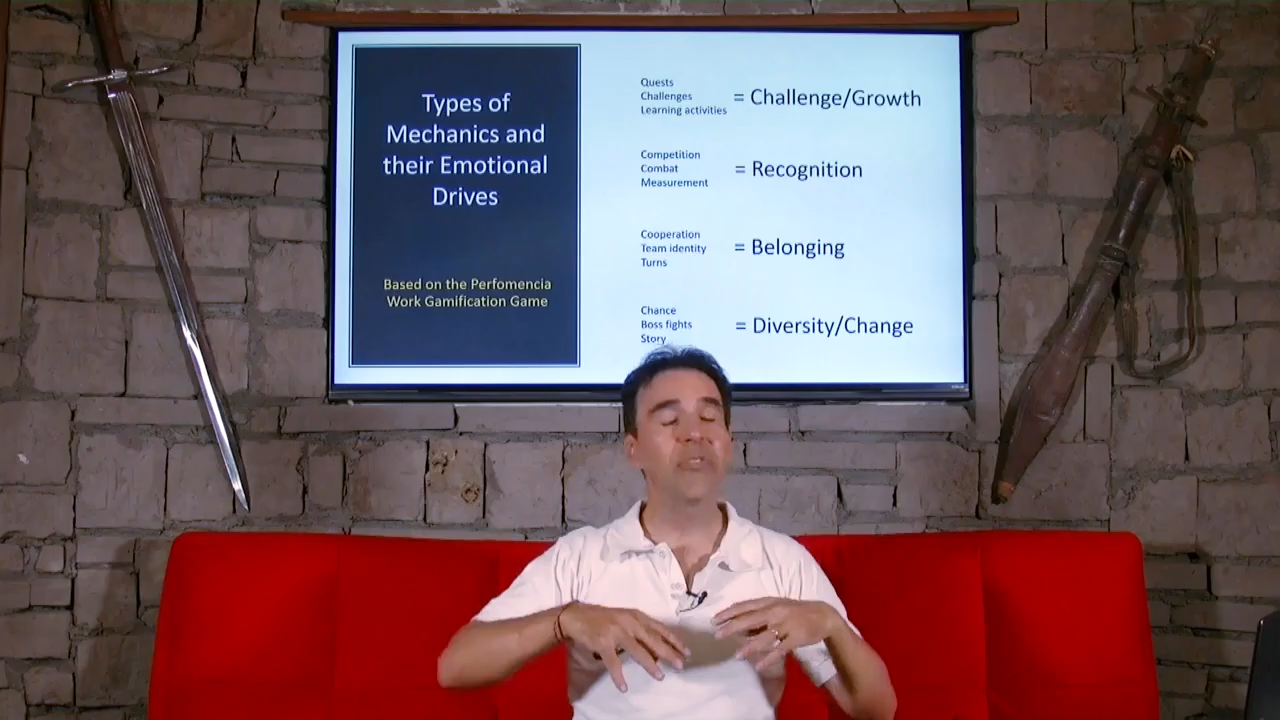 Types of
Mechanics and
their Emotional
Drives
Based on the Perfomencia
Work Gamification Game
Quests
Challenges
Learning activities
= Challenge/Growth
Competition
Combat
Measurement
= Recognition
Cooperation
Team identity
Turns
= Belonging
Chance
Boss fights
Story
= Diversity/Change